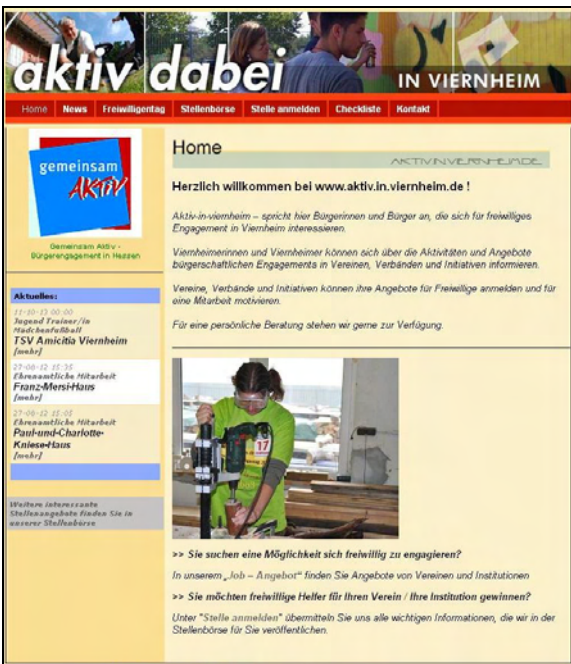 aktiv dabei
IN VIERNHEIM
Home News Freiwilligentag Stellenbörse Stelle anmelden Checkliste Kontakt
gemeinsam
AKTiV
Gemeinsam Aktiv -
Bürgerengagement in Hessen
Aktuelles:
11-10-13 00:00
Jugend Trainer/in
Mädchenfußball
TSV Amicitia Viernheim
[mehr]
27-08-12 15:35
Ehrenamtliche Mitarbeit
Franz-Mersi-Haus
[mehr]
27-08-12 15:05
Ehrenamtliche Mitarbeit
Paul-und-Charlotte-
Kniese-Haus
[mehr]
Weitere interessante
Stellenangebote finden Sie in
unserer Stellenbörse
Home
AKTIV.IN.VIERNHEIM.DE
Herzlich willkommen bei www.aktiv.in.viernheim.de !
Aktiv-in-viernheim – spricht hier Bürgerinnen und Bürger an, die sich für freiwilliges
Engagement in Viernheim interessieren.
Viernheimerinnen und Viernheimer können sich über die Aktivitäten und Angebote
bürgerschaftlichen Engagements in Vereinen, Verbänden und Initiativen informieren.
Vereine, Verbände und Initiativen können ihre Angebote für Freiwillige anmelden und für
eine Mitarbeit motivieren.
Für eine persönliche Beratung stehen wir gerne zur Verfügung.
17
>> Sie suchen eine Möglichkeit sich freiwillig zu engagieren?
In unserem „Job – Angebot“ finden Sie Angebote von Vereinen und Institutionen
>> Sie möchten freiwillige Helfer für Ihren Verein / Ihre Institution gewinnen?
Unter "Stelle anmelden" übermitteln Sie uns alle wichtigen Informationen, die wir in der
Stellenbörse für Sie veröffentlichen.